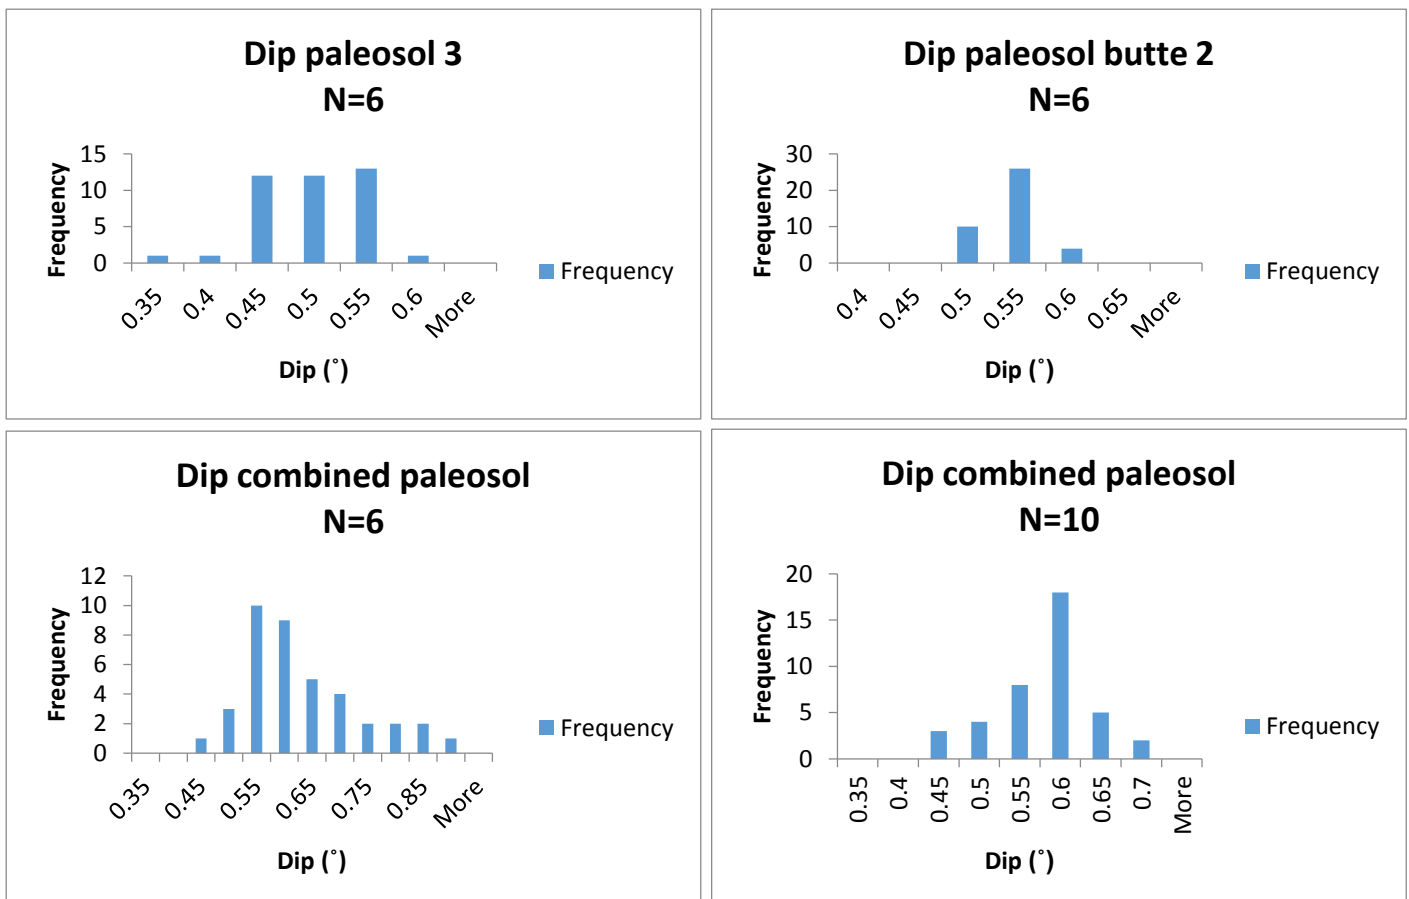 Dip paleosol 3
N=6
15
10
5
0
Frequency
0.35 0.4 0.45 0.5 0.55 0.6 More
Dip (˚)
Frequency
Dip paleosol butte 2
N=6
30
20
10
0
Frequency
0.4 0.45 0.5 0.55 0.6 0.65 More
Dip (˚)
Frequency
Dip combined paleosol
N=6
12
10
8
6
4
2
0
Frequency
0.35 0.45 0.55 0.65 0.75 0.85 More
Dip (˚)
Frequency
Dip combined paleosol
N=10
20
15
10
5
0
Frequency
0.35 0.4 0.45 0.5 0.55 0.6 0.65 0.7 More
Dip (˚)
Frequency